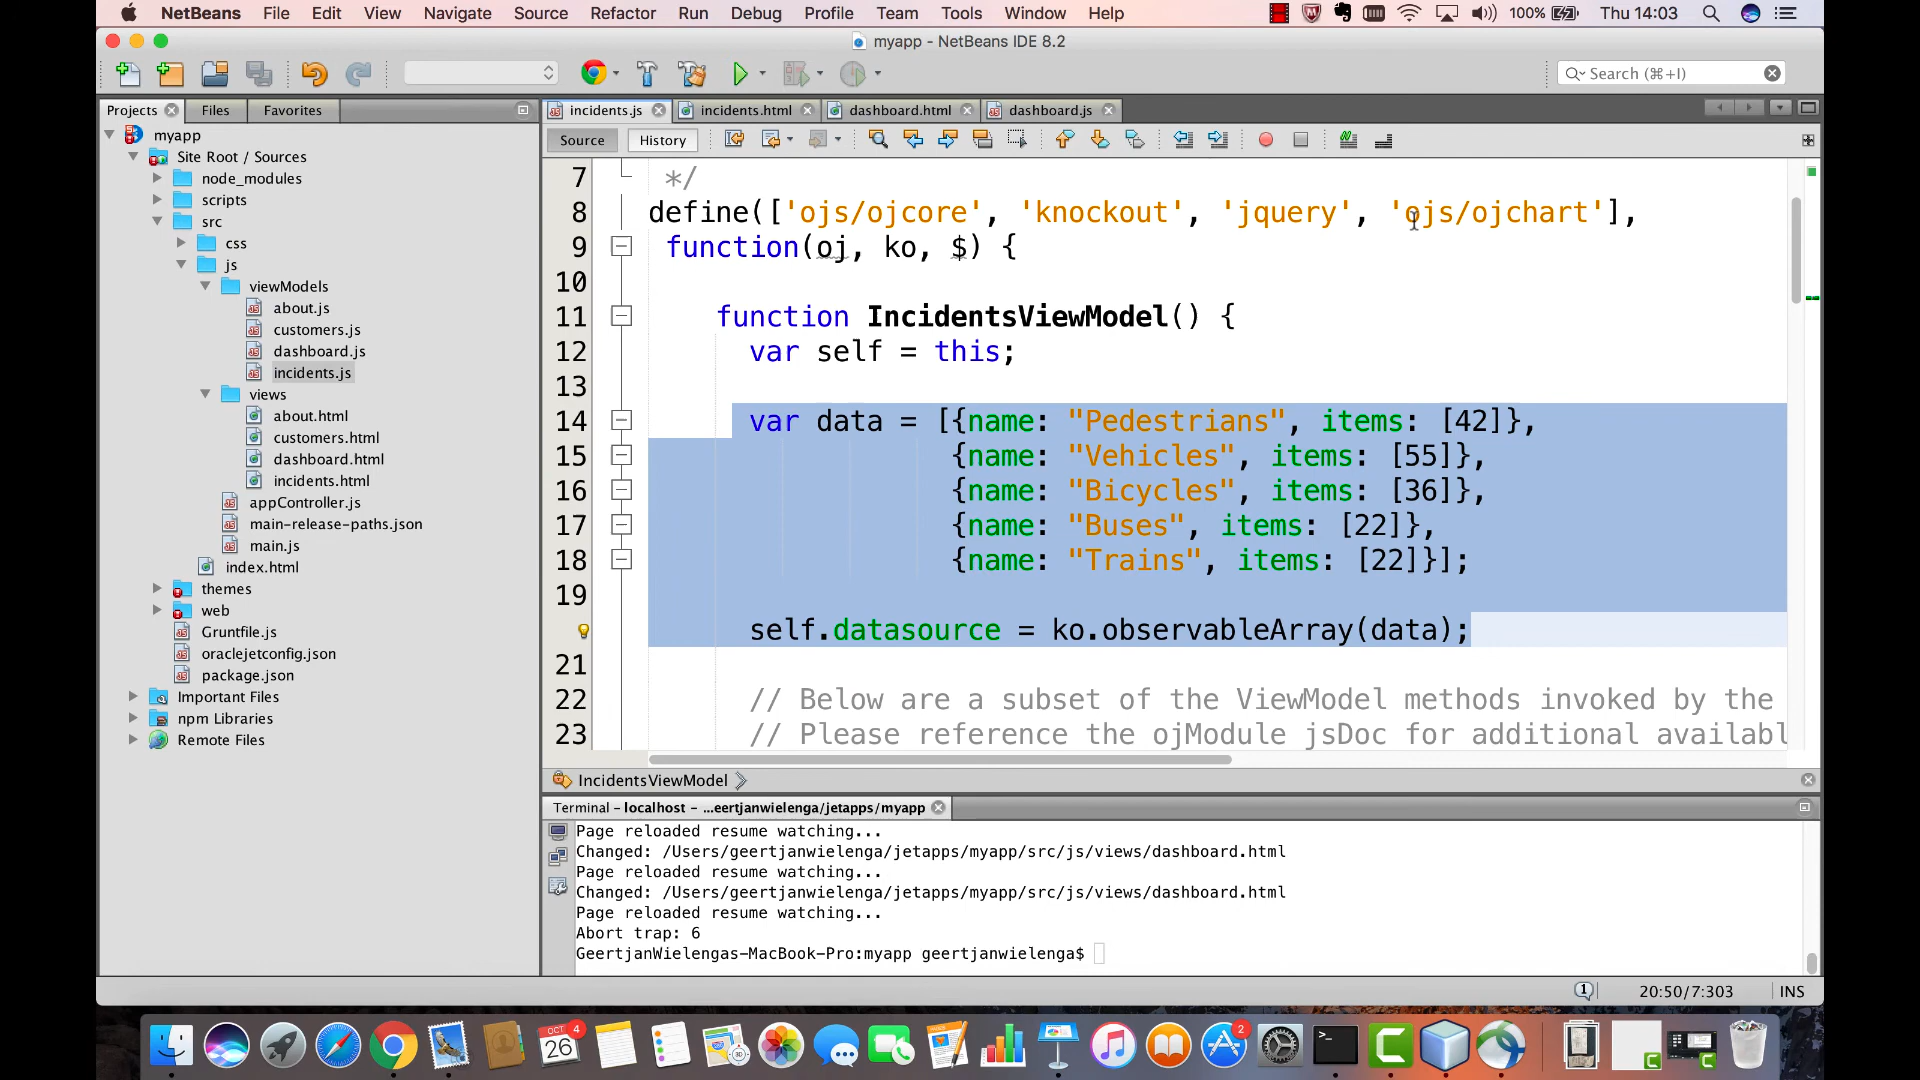 NetBeans File Edit View Navigate Source Refactor Run Debug Profile Team Tools Window Help 100% Thu 14:03
myapp - NetBeans IDE 8.2
Search (⌘+I)
Projects Files Favorites
incidents.js incidents.html dashboard.html dashboard.js
Source History
myapp
Site Root / Sources
node_modules
scripts
src
css
js
viewModels
about.js
customers.js
dashboard.js
incidents.js
views
about.html
customers.html
dashboard.html
incidents.html
appController.js
main-release-paths.json
main.js
index.html
themes
web
Gruntfile.js
oraclejetconfig.json
package.json
Important Files
npm Libraries
Remote Files
7 */
8 define(['ojs/ojcore', 'knockout', 'jquery', 'ojs/ojchart'],
9 function(oj, ko, $) {
10
11 function IncidentsViewModel() {
12 var self = this;
13
14 var data = [{name: "Pedestrians", items: [42]},
15 {name: "Vehicles", items: [55]},
16 {name: "Bicycles", items: [36]},
17 {name: "Buses", items: [22]},
18 {name: "Trains", items: [22]}];
19
self.datasource = ko.observableArray(data);
21
22 // Below are a subset of the ViewModel methods invoked by the
23 // Please reference the ojModule jsDoc for additional availabl
IncidentsViewModel
Terminal - localhost - ...eertjanwielenga/jetapps/myapp
Page reloaded resume watching...
Changed: /Users/geertjanwielenga/jetapps/myapp/src/js/views/dashboard.html
Page reloaded resume watching...
Changed: /Users/geertjanwielenga/jetapps/myapp/src/js/views/dashboard.html
Page reloaded resume watching...
Abort trap: 6
GeertjanWielengas-MacBook-Pro:myapp geertjanwielenga$
1 20:50/7:303 INS
OCT 4
26
2